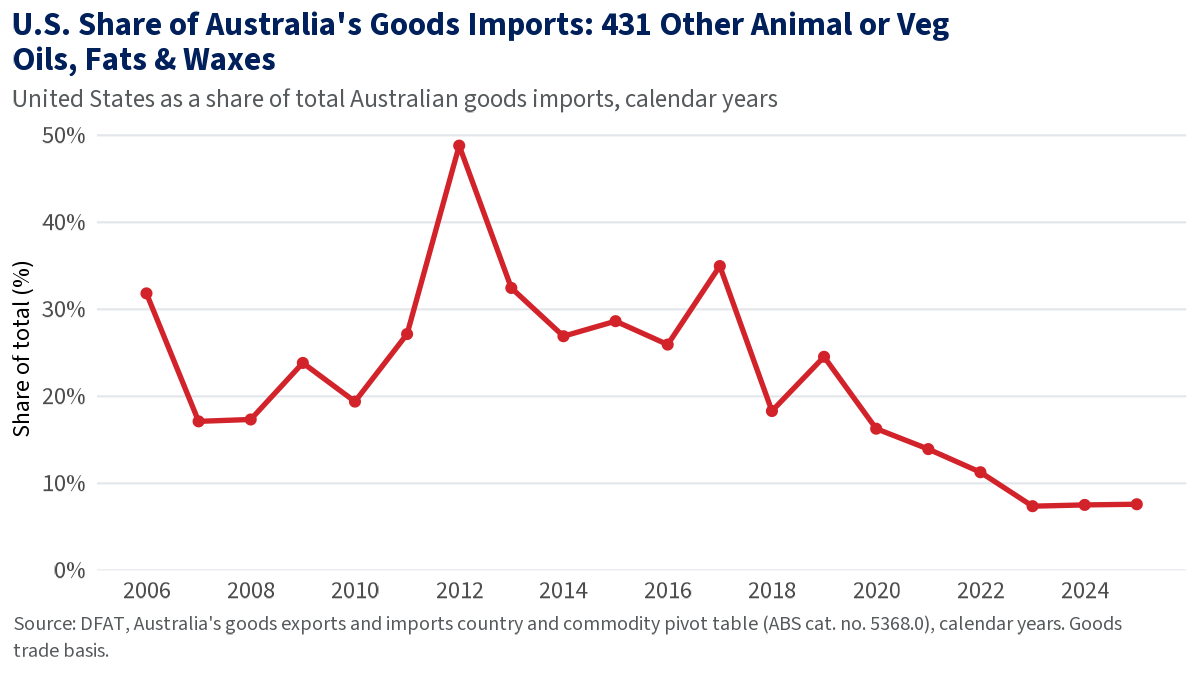 U.S. Share of Australia's Goods Imports: 431 Other Animal or Veg
Oils, Fats & Waxes
United States as a share of total Australian goods imports, calendar years
Share of total (%)
50%
40%
30%
20%
10%
0%
2006 2008 2010 2012 2014 2016 2018 2020 2022 2024
Source: DFAT, Australia's goods exports and imports country and commodity pivot table (ABS cat. no. 5368.0), calendar years. Goods
trade basis.